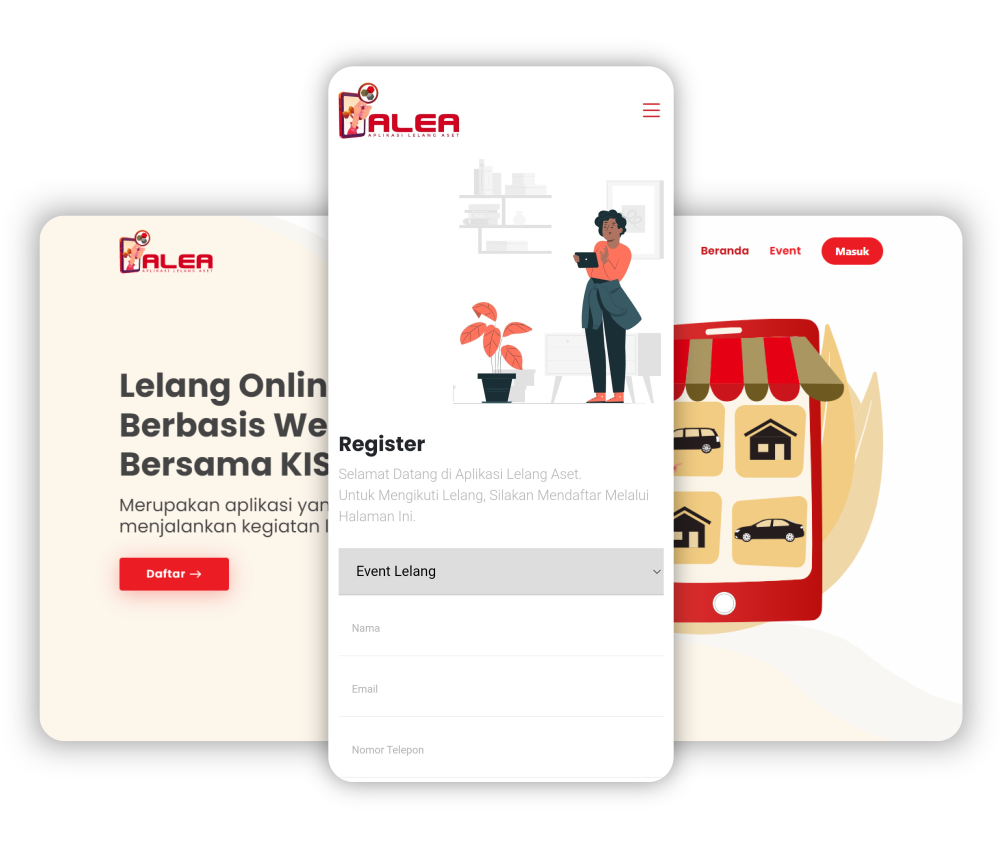 ALEA
APLIKASI LELANG ASET
Register
Selamat Datang di Aplikasi Lelang Aset.
Untuk Mengikuti Lelang, Silakan Mendaftar Melalui
Halaman Ini.
Event Lelang
Nama
Email
Nomor Telepon
ALEA
APLIKASI LELANG ASET
Lelang Onlin
Berbasis We
Bersama KIS
Merupakan aplikasi yan
menjalankan kegiatan
Daftar →
Beranda Event Masuk